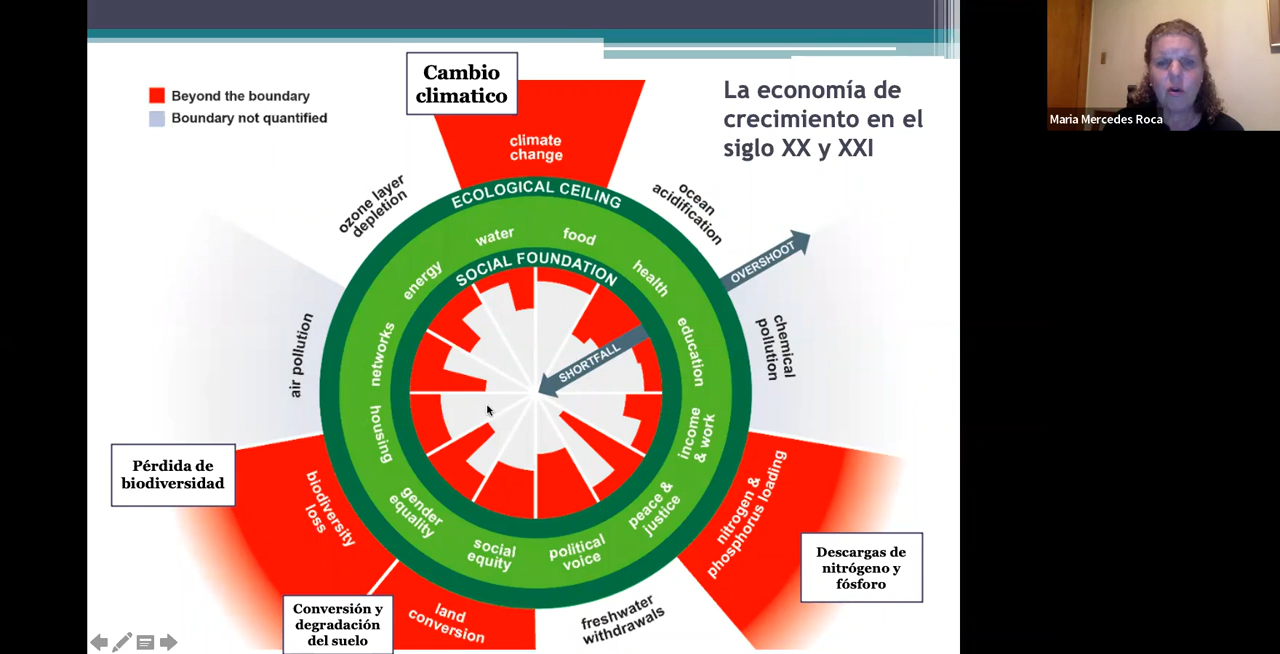 Cambio
climatico
La economía de
crecimiento en el
siglo XX y XXI
Beyond the boundary
Boundary not quantified
Maria Mercedes Roca
climate
change
ozone layer
depletion
ocean
acidification
ECOLOGICAL CEILING
water
food
energy
health
SOCIAL FOUNDATION
OVERSHOOT
networks
education
SHORTFALL
air pollution
chemical
pollution
housing
income
& work
Pérdida de
biodiversidad
biodiversity
loss
gender
equality
peace &
justice
nitrogen &
phosphorus loading
social
equity
political
voice
Descargas de
nitrógeno y
fósforo
Conversión y
degradación
del suelo
land
conversion
freshwater
withdrawals